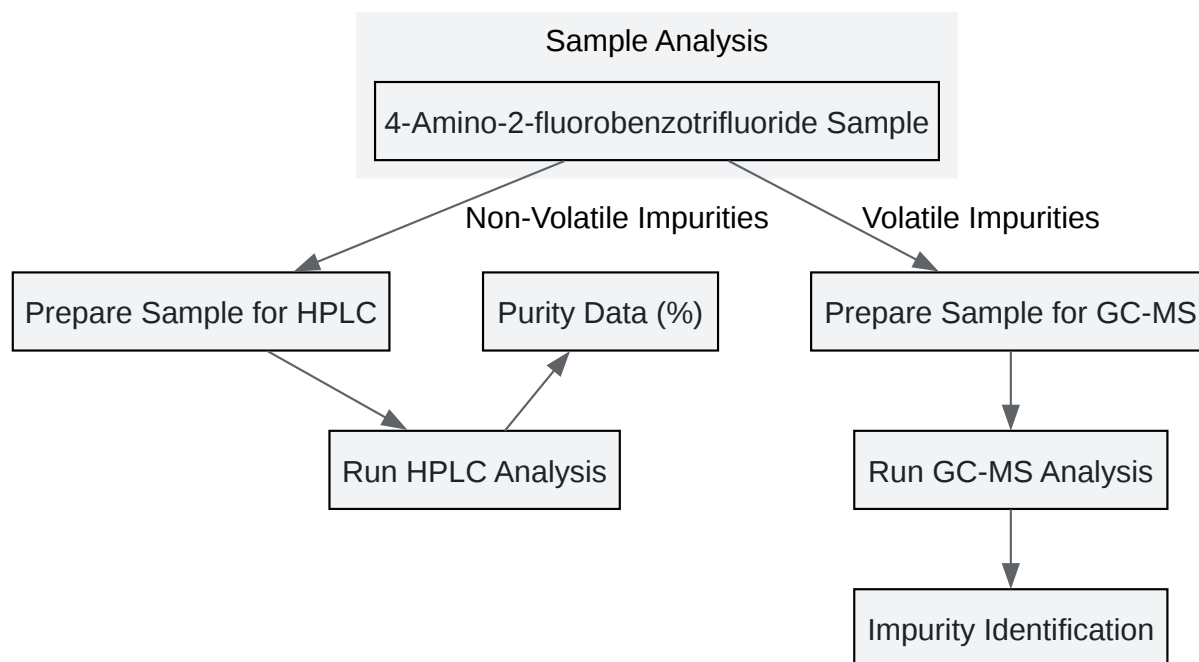 Sample Analysis
4-Amino-2-fluorobenzotrifluoride Sample
Non-Volatile Impurities
Volatile Impurities
Prepare Sample for HPLC
Purity Data (%)
Prepare Sample for GC-MS
Run HPLC Analysis
Run GC-MS Analysis
Impurity Identification